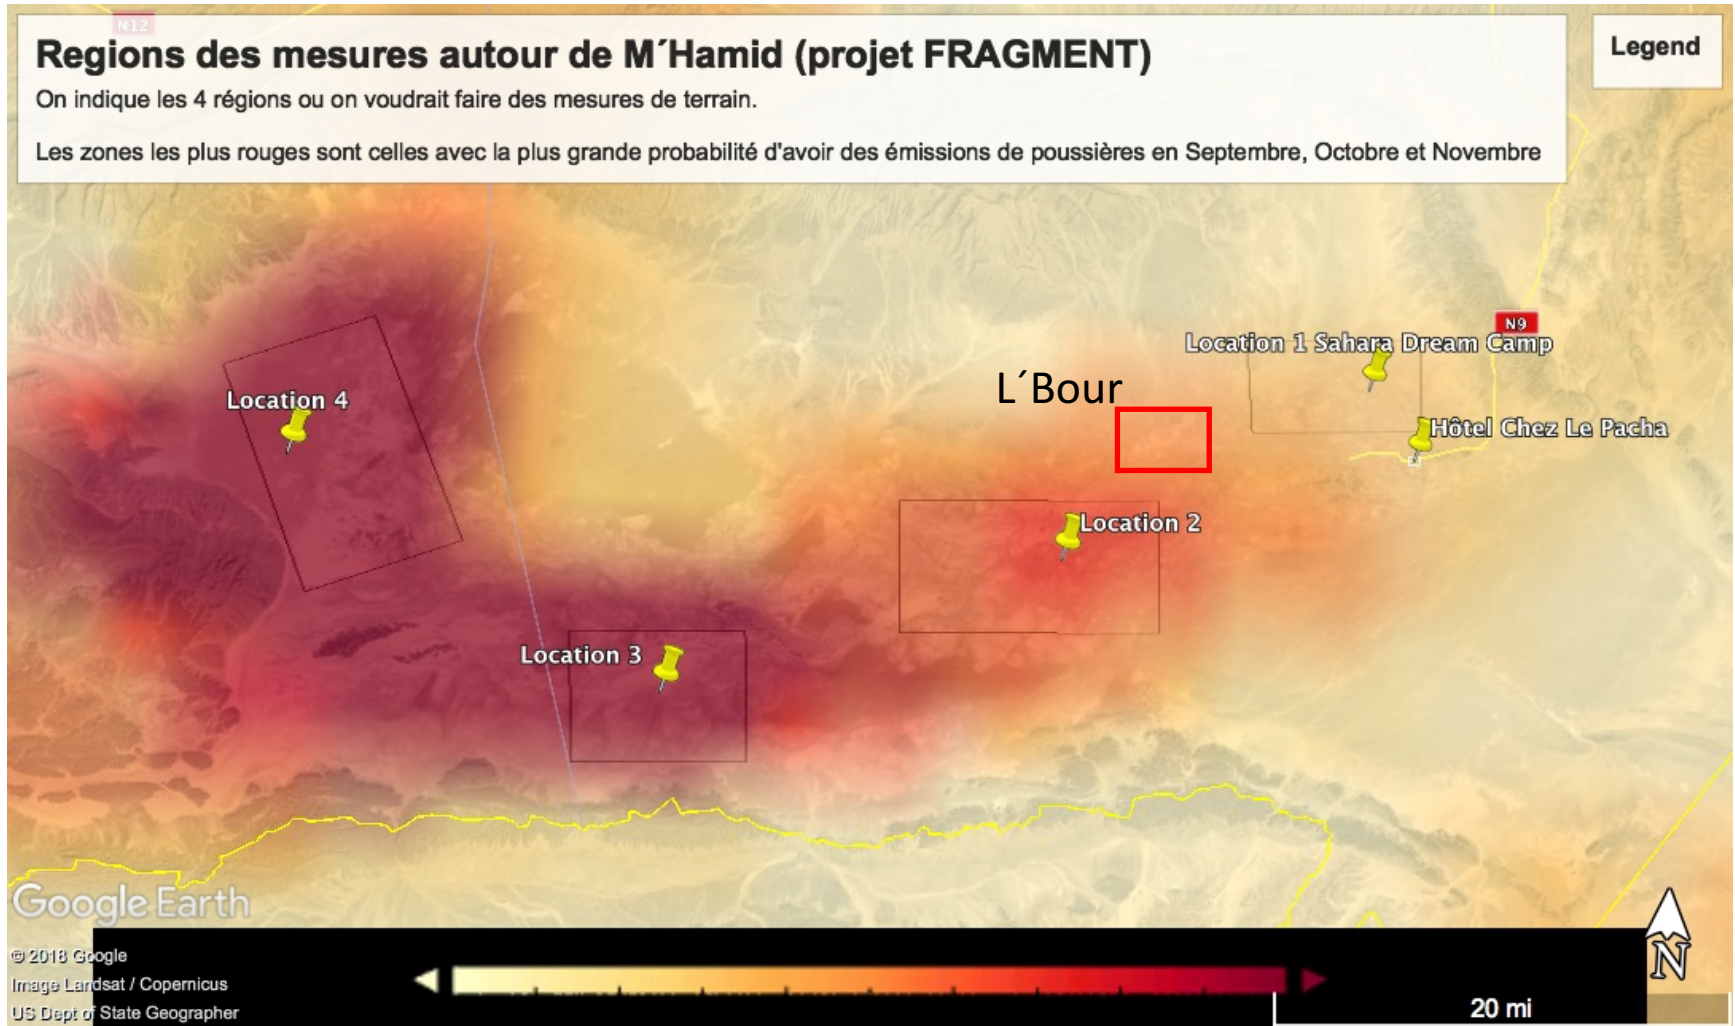 N12
Regions des mesures autour de M´Hamid (projet FRAGMENT)
On indique les 4 régions ou on voudrait faire des mesures de terrain.
Les zones les plus rouges sont celles avec la plus grande probabilité d'avoir des émissions de poussières en Septembre, Octobre et Novembre
Legend
N9
Location 1 Sahara Dream Camp
L´Bour
Location 4
Hôtel Chez Le Pacha
Location 2
Location 3
Google Earth
© 2018 Google
Image Landsat / Copernicus
US Dept of State Geographer
20 mi
N